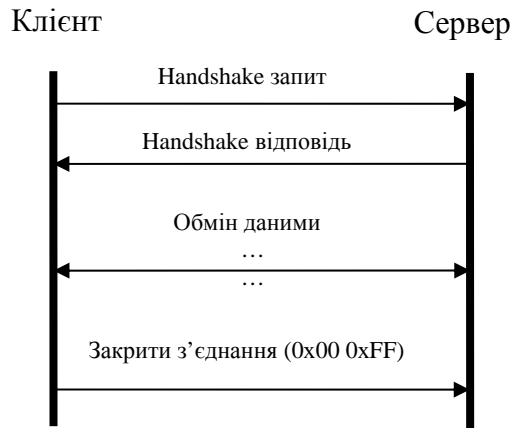 Клієнт
Сервер
Handshake запит
Handshake відповідь
Обмін даними
…
…
Закрити з’єднання (0x00 0xFF)